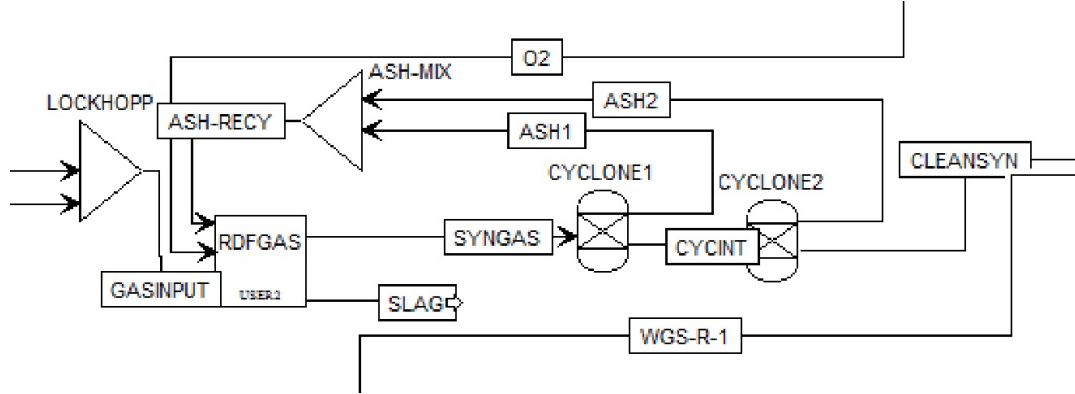 O2
ASH-MIX
LOCKHOPP
ASH2
ASH-RECY
ASH1
CLEANSYN
CYCLONE1
CYCLONE2
RDFGAS
SYNGAS
CYCINT
GASINPUT
USER2
SLAG
WGS-R-1